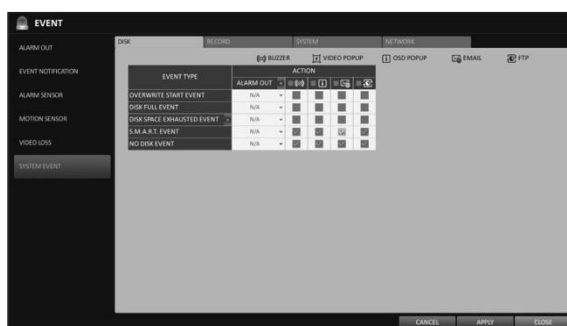 EVENT
ALARM OUT
EVENT NOTIFICATION
ALARM SENSOR
MOTION SENSOR
VIDEO LOSS
SYSTEM EVENT
DISK RECORD SYSTEM NETWORK
BUZZER VIDEO POPUP OSD POPUP EMAIL FTP
EVENT TYPE ACTION
ALARM OUT
OVERWRITE START EVENT N/A
DISK FULL EVENT N/A
DISK SPACE EXHAUSTED EVENT N/A
S.M.A.R.T. EVENT N/A
NO DISK EVENT N/A
CANCEL APPLY CLOSE